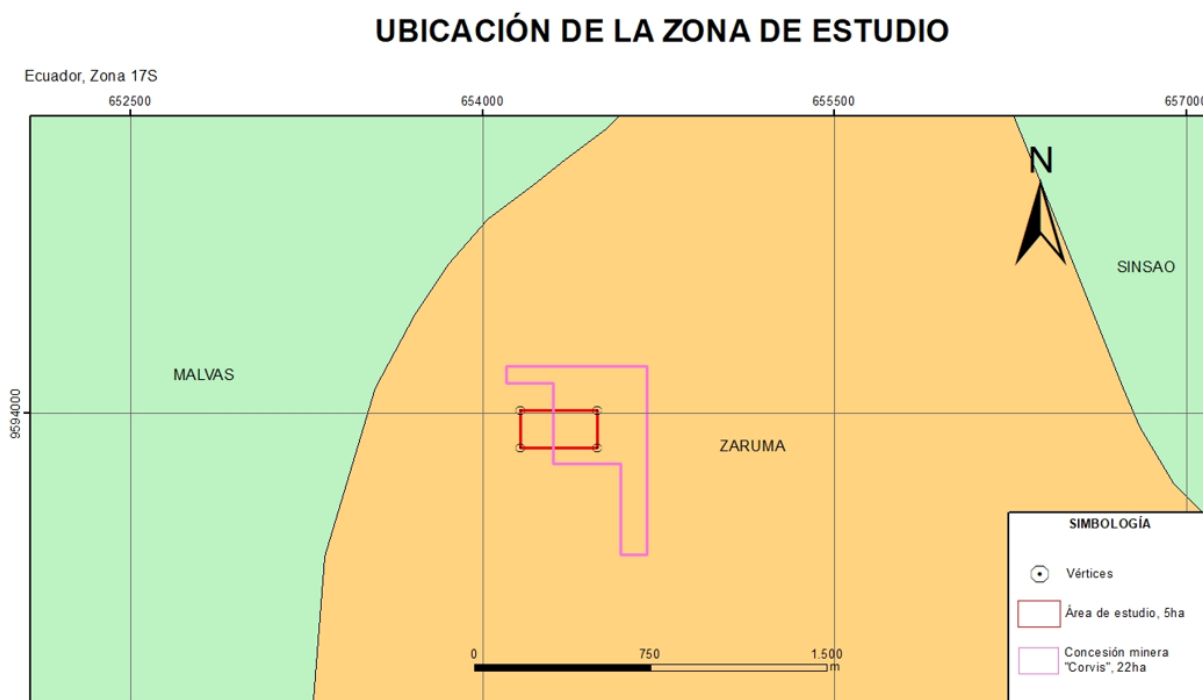 UBICACIÓN DE LA ZONA DE ESTUDIO
Ecuador, Zona 17S
652500
654000
655500
657000
N
SINSAO
MALVAS
9594000
ZARUMA
SIMBOLOGÍA
Vértices
Área de estudio, 5ha
Concesión minera
"Corvis", 22ha
0
750
1.500
m